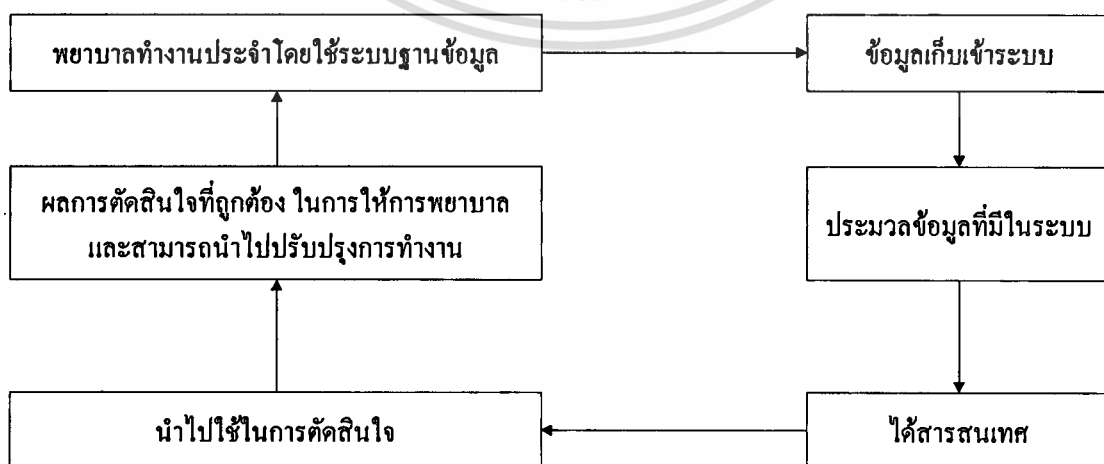 พยาบาลทำงานประจำโดยใช้ระบบฐานข้อมูล
ข้อมูลเก็บเข้าระบบ
ผลการตัดสินใจที่ถูกต้อง ในการให้การพยาบาล
และสามารถนำไปปรับปรุงการทำงาน
ประมวลข้อมูลที่มีในระบบ
นำไปใช้ในการตัดสินใจ
ได้สารสนเทศ